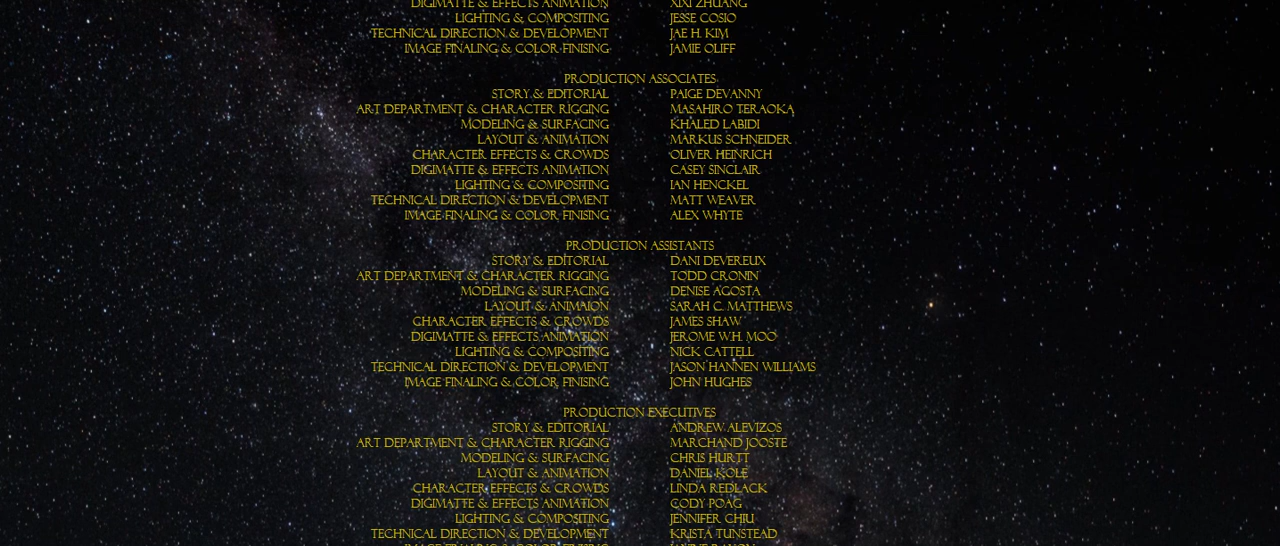 DIGIMATTE & EFFECTS ANIMATION XIXI ZHUANG
LIGHTING & COMPOSITING JESSE COSIO
TECHNICAL DIRECTION & DEVELOPMENT JAE H. KIM
IMAGE FINALING & COLOR FINISING JAMIE OLIFF
PRODUCTION ASSOCIATES
STORY & EDITORIAL PAIGE DEVANNY
ART DEPARTMENT & CHARACTER RIGGING MASAHIRO TERAOKA
MODELING & SURFACING KHALED LABIDI
LAYOUT & ANIMATION MARKUS SCHNEIDER
CHARACTER EFFECTS & CROWDS OLIVER HEINRICH
DIGIMATTE & EFFECTS ANIMATION CASEY SINCLAIR
LIGHTING & COMPOSITING IAN HENCKEL
TECHNICAL DIRECTION & DEVELOPMENT MATT WEAVER
IMAGE FINALING & COLOR FINISING ALEX WHYTE
PRODUCTION ASSISTANTS
STORY & EDITORIAL DANI DEVEREUX
ART DEPARTMENT & CHARACTER RIGGING TODD CRONIN
MODELING & SURFACING DENISE AGOSTA
LAYOUT & ANIMAION SARAH C. MATTHEWS
CHARACTER EFFECTS & CROWDS JAMES SHAW
DIGIMATTE & EFFECTS ANIMATION JEROME W.H. MOO
LIGHTING & COMPOSITING NICK CATTELL
TECHNICAL DIRECTION & DEVELOPMENT JASON HANNEN WILLIAMS
IMAGE FINALING & COLOR FINISING JOHN HUGHES
PRODUCTION EXECUTIVES
STORY & EDITORIAL ANDREW ALEVIZOS
ART DEPARTMENT & CHARACTER RIGGING MARCHAND JOOSTE
MODELING & SURFACING CHRIS HURTT
LAYOUT & ANIMATION DANIEL KOLE
CHARACTER EFFECTS & CROWDS LINDA REDLACK
DIGIMATTE & EFFECTS ANIMATION CODY POAG
LIGHTING & COMPOSITING JENNIFER CHIU
TECHNICAL DIRECTION & DEVELOPMENT KRISTA TUNSTEAD